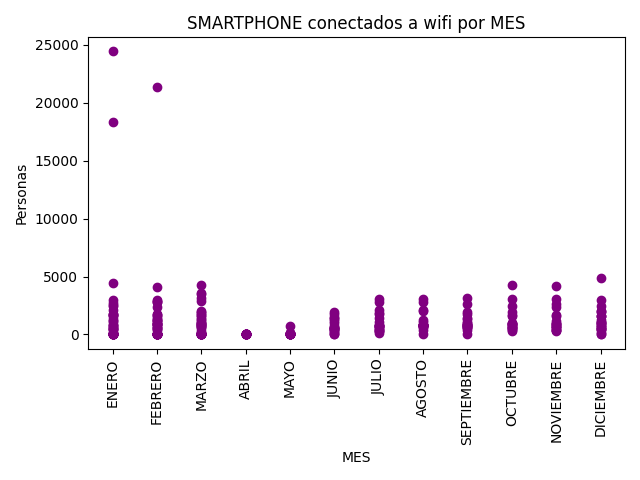 SMARTPHONE conectados a wifi por MES
25000
20000
15000
10000
5000
0
Personas
ENERO
FEBRERO
MARZO
ABRIL
MAYO
JUNIO
JULIO
AGOSTO
SEPTIEMBRE
OCTUBRE
NOVIEMBRE
DICIEMBRE
MES